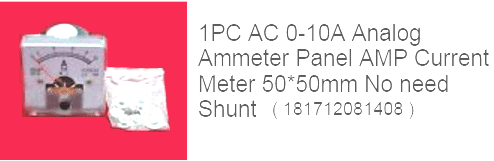 1PC AC 0-10A Analog
Ammeter Panel AMP Current
Meter 50*50mm No need
Shunt ( 181712081408 )